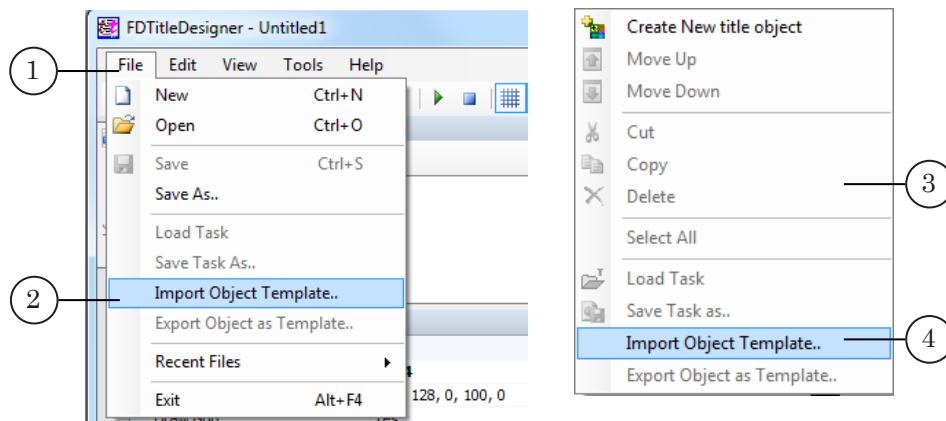 FDTitleDesigner - Untitled1
1
File Edit View Tools Help
New Ctrl+N
Open Ctrl+O
Save Ctrl+S
Save As..
Load Task
Save Task As..
2
Import Object Template..
Export Object as Template..
Recent Files
Exit Alt+F4
128, 0, 100, 0
Create New title object
Move Up
Move Down
Cut
Copy
3
Delete
Select All
Load Task
Save Task as..
Import Object Template..
4
Export Object as Template..